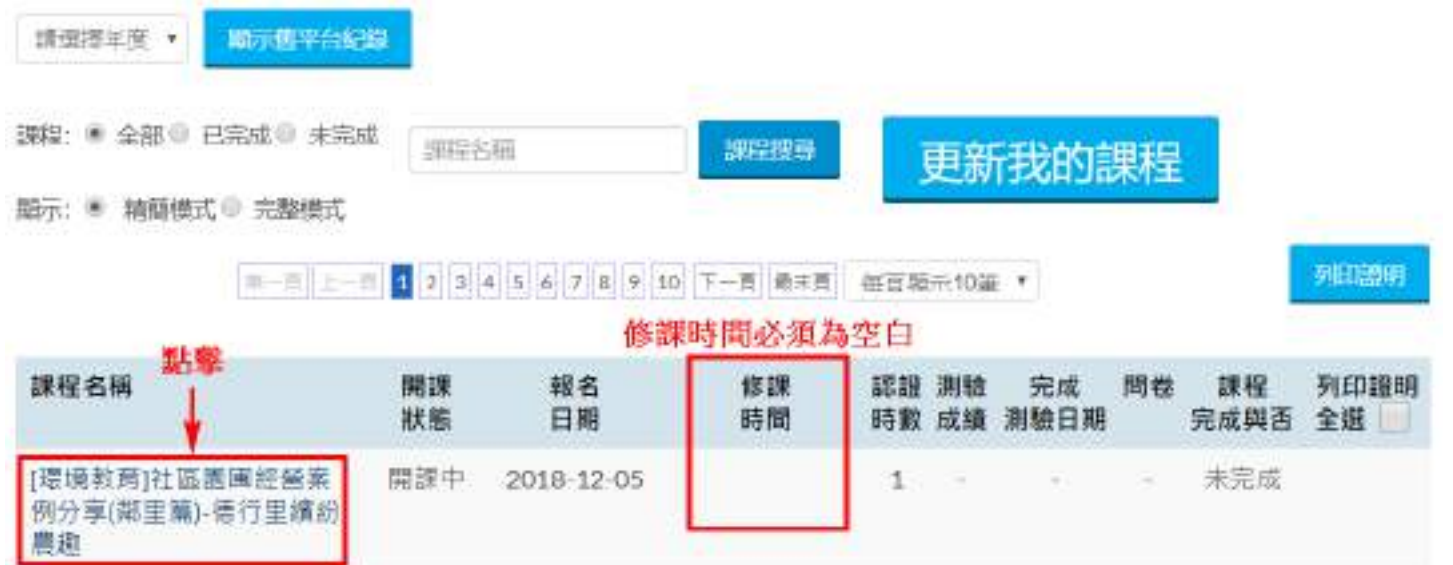 請選擇年度
顯示舊平台紀錄
課程: 全部 已完成 未完成
課程名稱
課程搜尋
更新我的課程
顯示: 精簡模式 完整模式
第一頁 上一頁 1 2 3 4 5 6 7 8 9 10 下一頁 最末頁
每頁顯示10筆
列印證明
修課時間必須為空白
點擊
課程名稱
開課
狀態
報名
日期
修課
時間
認證
時數
測驗
成績
完成
測驗日期
問卷
課程
完成與否
列印證明
全選
[環境教育]社區園圃經營案
例分享(鄰里篇)-德行里繽紛
農趣
開課中
2018-12-05
1
-
-
-
未完成